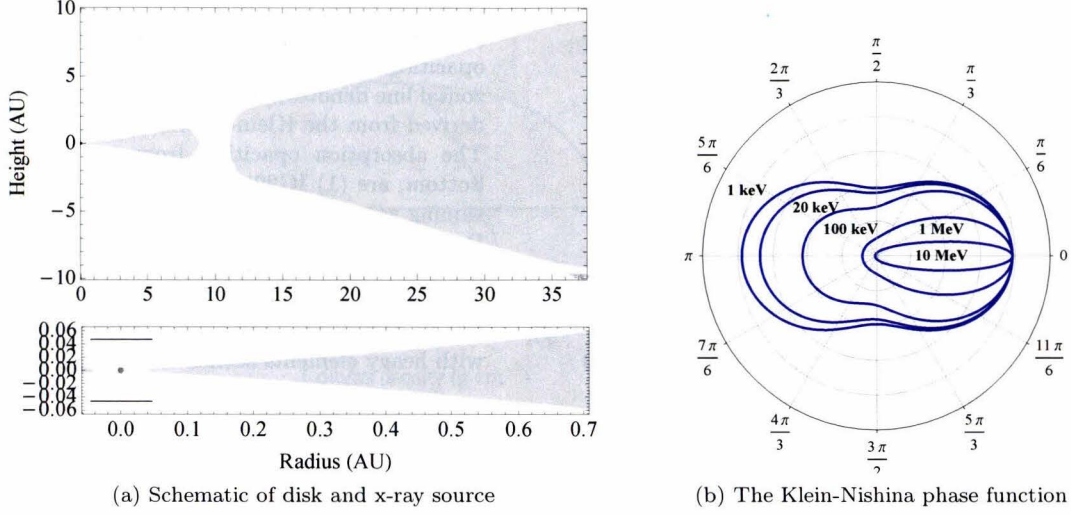 10
5
0
−5
−10
Height (AU)
0 5 10 15 20 25 30 35
0.06
0.04
0.02
0.00
−0.02
−0.04
−0.06
0.0 0.1 0.2 0.3 0.4 0.5 0.6 0.7
Radius (AU)
(a) Schematic of disk and x-ray source
π/2
2π/3
π/3
5π/6
π/6
1 keV
20 keV
100 keV
1 MeV
10 MeV
π
0
7π/6
11π/6
4π/3
5π/3
3π/2
(b) The Klein-Nishina phase function